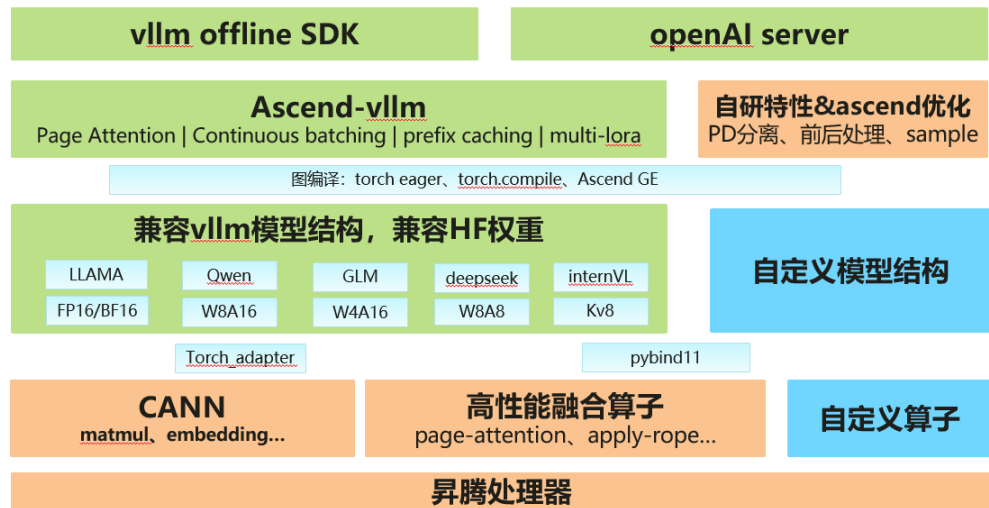 vllm offline SDK
openAI server
Ascend-vllm
Page Attention | Continuous batching | prefix caching | multi-lora
自研特性&ascend优化
PD分离、前后处理、sample
图编译：torch eager、torch.compile、Ascend GE
兼容vllm模型结构，兼容HF权重
LLAMA
Qwen
GLM
deepseek
internVL
FP16/BF16
W8A16
W4A16
W8A8
Kv8
自定义模型结构
Torch_adapter
pybind11
CANN
matmul、embedding...
高性能融合算子
page-attention、apply-rope...
自定义算子
昇腾处理器